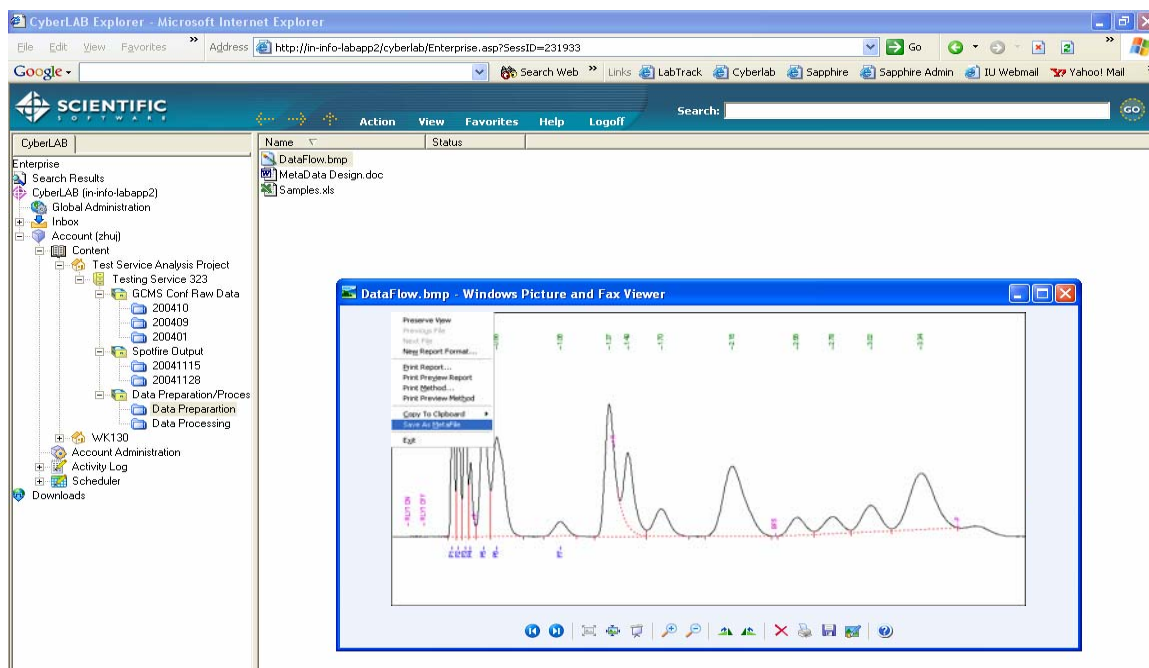 CyberLAB Explorer - Microsoft Internet Explorer
File Edit View Favorites » Address http://in-info-labapp2/cyberlab/Enterprise.asp?SessID=231933 Go »
Google Search Web » Links LabTrack Cyberlab Sapphire Sapphire Admin IU Webmail Yahoo! Mail
SCIENTIFIC
SOFTWARE
Action View Favorites Help Logoff Search: GO
CyberLAB
Name Status
Enterprise
Search Results
CyberLAB (in-info-labapp2)
Global Administration
Inbox
Account (zhuj)
Content
Test Service Analysis Project
Testing Service 323
GCMS Conf Raw Data
200410
200409
200401
Spotfire Output
20041115
20041128
Data Preparation/Proces
Data Preparation
Data Processing
WK130
Account Administration
Activity Log
Scheduler
Downloads
DataFlow.bmp
MetaData Design.doc
Samples.xls
DataFlow.bmp - Windows Picture and Fax Viewer
Preserve View
Previous File
Next File
New Report Format...
Print Report...
Print Preview Report
Print Method...
Print Preview Method
Copy To Clipboard
Save As MetaFile
Exit